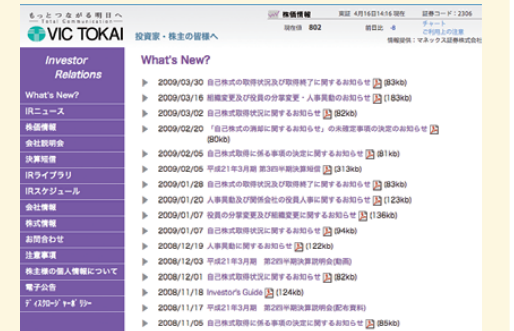 もっとつながる明日へ
Total Communication
VIC TOKAI
投資家・株主の皆様へ
株価情報 東証 4月16日14:16 現在 証券コード：2306
現在値 802 前日比 -8 チャート
ご利用上の注意
情報提供：マネックス証券株式会社
Investor
Relations
What's New?
IRニュース
株価情報
会社説明会
決算短信
IRライブラリ
IRスケジュール
会社情報
株式情報
お問合わせ
注意事項
株主様の個人情報について
電子公告
ﾃﾞｨｽｸﾛｰｼﾞｬｰﾎﾟﾘｼｰ
What's New?
2009/03/30 自己株式の取得状況及び取得終了に関するお知らせ (83kb)
2009/03/16 組織変更及び役員の分掌変更・人事異動のお知らせ (183kb)
2009/03/02 自己株式取得状況に関するお知らせ (82kb)
2009/02/20 「自己株式の消却に関するお知らせ」の未確定事項の決定のお知らせ
(80kb)
2009/02/05 自己株式取得に係る事項の決定に関するお知らせ (81kb)
2009/02/05 平成21年3月期 第3四半期決算短信 (313kb)
2009/01/28 自己株式の取得状況及び取得終了に関するお知らせ (83kb)
2009/01/20 人事異動及び関係会社の役員人事に関するお知らせ (123kb)
2009/01/07 役員の分掌変更及び組織変更に関するお知らせ (136kb)
2009/01/07 自己株式取得状況に関するお知らせ (94kb)
2008/12/19 人事異動に関するお知らせ (122kb)
2008/12/03 平成21年3月期 第2四半期決算説明会(動画)
2008/12/01 自己株式取得状況に関するお知らせ (82kb)
2008/11/18 Investor's Guide (124kb)
2008/11/17 平成21年3月期 第2四半期決算説明会(配布資料)
2008/11/05 自己株式取得に係る事項の決定に関するお知らせ (85kb)